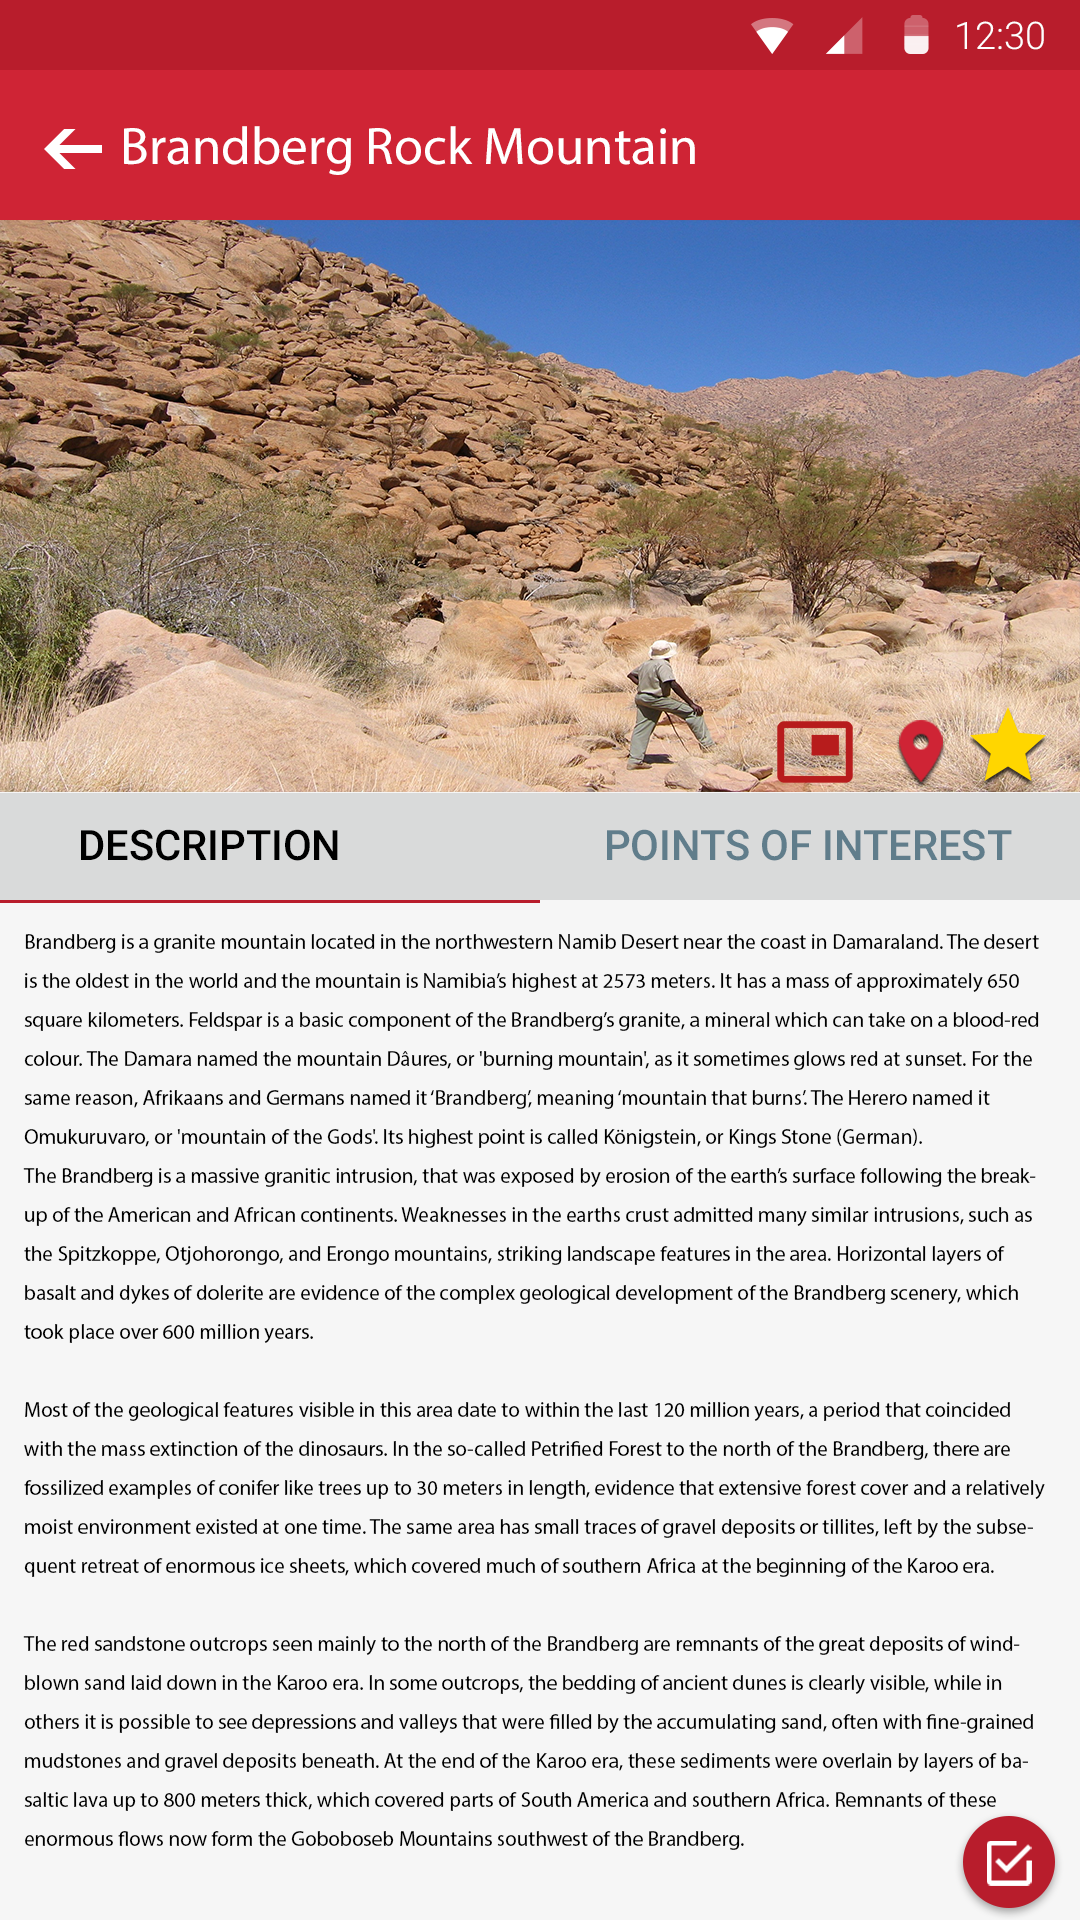 12:30
Brandberg Rock Mountain
DESCRIPTION
POINTS OF INTEREST
Brandberg is a granite mountain located in the northwestern Namib Desert near the coast in Damaraland. The desert
is the oldest in the world and the mountain is Namibia’s highest at 2573 meters. It has a mass of approximately 650
square kilometers. Feldspar is a basic component of the Brandberg’s granite, a mineral which can take on a blood-red
colour. The Damara named the mountain Dâures, or 'burning mountain', as it sometimes glows red at sunset. For the
same reason, Afrikaans and Germans named it ‘Brandberg’, meaning ‘mountain that burns’. The Herero named it
Omukuruvaro, or 'mountain of the Gods'. Its highest point is called Königstein, or Kings Stone (German).
The Brandberg is a massive granitic intrusion, that was exposed by erosion of the earth’s surface following the break-
up of the American and African continents. Weaknesses in the earths crust admitted many similar intrusions, such as
the Spitzkoppe, Otjohorongo, and Erongo mountains, striking landscape features in the area. Horizontal layers of
basalt and dykes of dolerite are evidence of the complex geological development of the Brandberg scenery, which
took place over 600 million years.
Most of the geological features visible in this area date to within the last 120 million years, a period that coincided
with the mass extinction of the dinosaurs. In the so-called Petrified Forest to the north of the Brandberg, there are
fossilized examples of conifer like trees up to 30 meters in length, evidence that extensive forest cover and a relatively
moist environment existed at one time. The same area has small traces of gravel deposits or tillites, left by the subse-
quent retreat of enormous ice sheets, which covered much of southern Africa at the beginning of the Karoo era.
The red sandstone outcrops seen mainly to the north of the Brandberg are remnants of the great deposits of wind-
blown sand laid down in the Karoo era. In some outcrops, the bedding of ancient dunes is clearly visible, while in
others it is possible to see depressions and valleys that were filled by the accumulating sand, often with fine-grained
mudstones and gravel deposits beneath. At the end of the Karoo era, these sediments were overlain by layers of ba-
saltic lava up to 800 meters thick, which covered parts of South America and southern Africa. Remnants of these
enormous flows now form the Goboboseb Mountains southwest of the Brandberg.